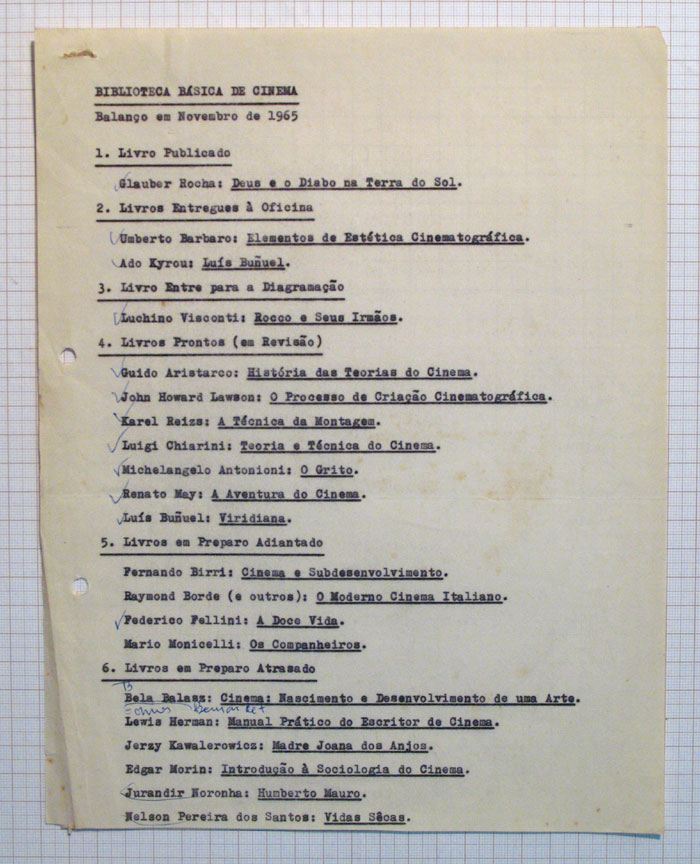 BIBLIOTECA BÁSICA DE CINEMA
Balanço em Novembro de 1965
1. Livro Publicado
Glauber Rocha: Deus e o Diabo na Terra do Sol.
2. Livros Entregues à Oficina
Umberto Barbaro: Elementos de Estética Cinematográfica.
Ado Kyrou: Luís Buñuel.
3. Livro Entre para a Diagramação
Luchino Visconti: Rocco e Seus Irmãos.
4. Livros Prontos (em Revisão)
Guido Aristarco: História das Teorias do Cinema.
John Howard Lawson: O Processo de Criação Cinematográfica.
Karel Reizs: A Técnica da Montagem.
Luigi Chiarini: Teoria e Técnica do Cinema.
Michelangelo Antonioni: O Grito.
Renato May: A Aventura do Cinema.
Luís Buñuel: Viridiana.
5. Livros em Preparo Adiantado
Fernando Birri: Cinema e Subdesenvolvimento.
Raymond Borde (e outros): O Moderno Cinema Italiano.
Federico Fellini: A Doce Vida.
Mario Monicelli: Os Companheiros.
6. Livros em Preparo Atrasado
Bela Balasz: Cinema: Nascimento e Desenvolvimento de uma Arte.
Lewis Herman: Manual Prático do Escritor de Cinema.
Jerzy Kawalerowicz: Madre Joana dos Anjos.
Edgar Morin: Introdução à Sociologia do Cinema.
Jurandir Noronha: Humberto Mauro.
Nelson Pereira dos Santos: Vidas Sêcas.